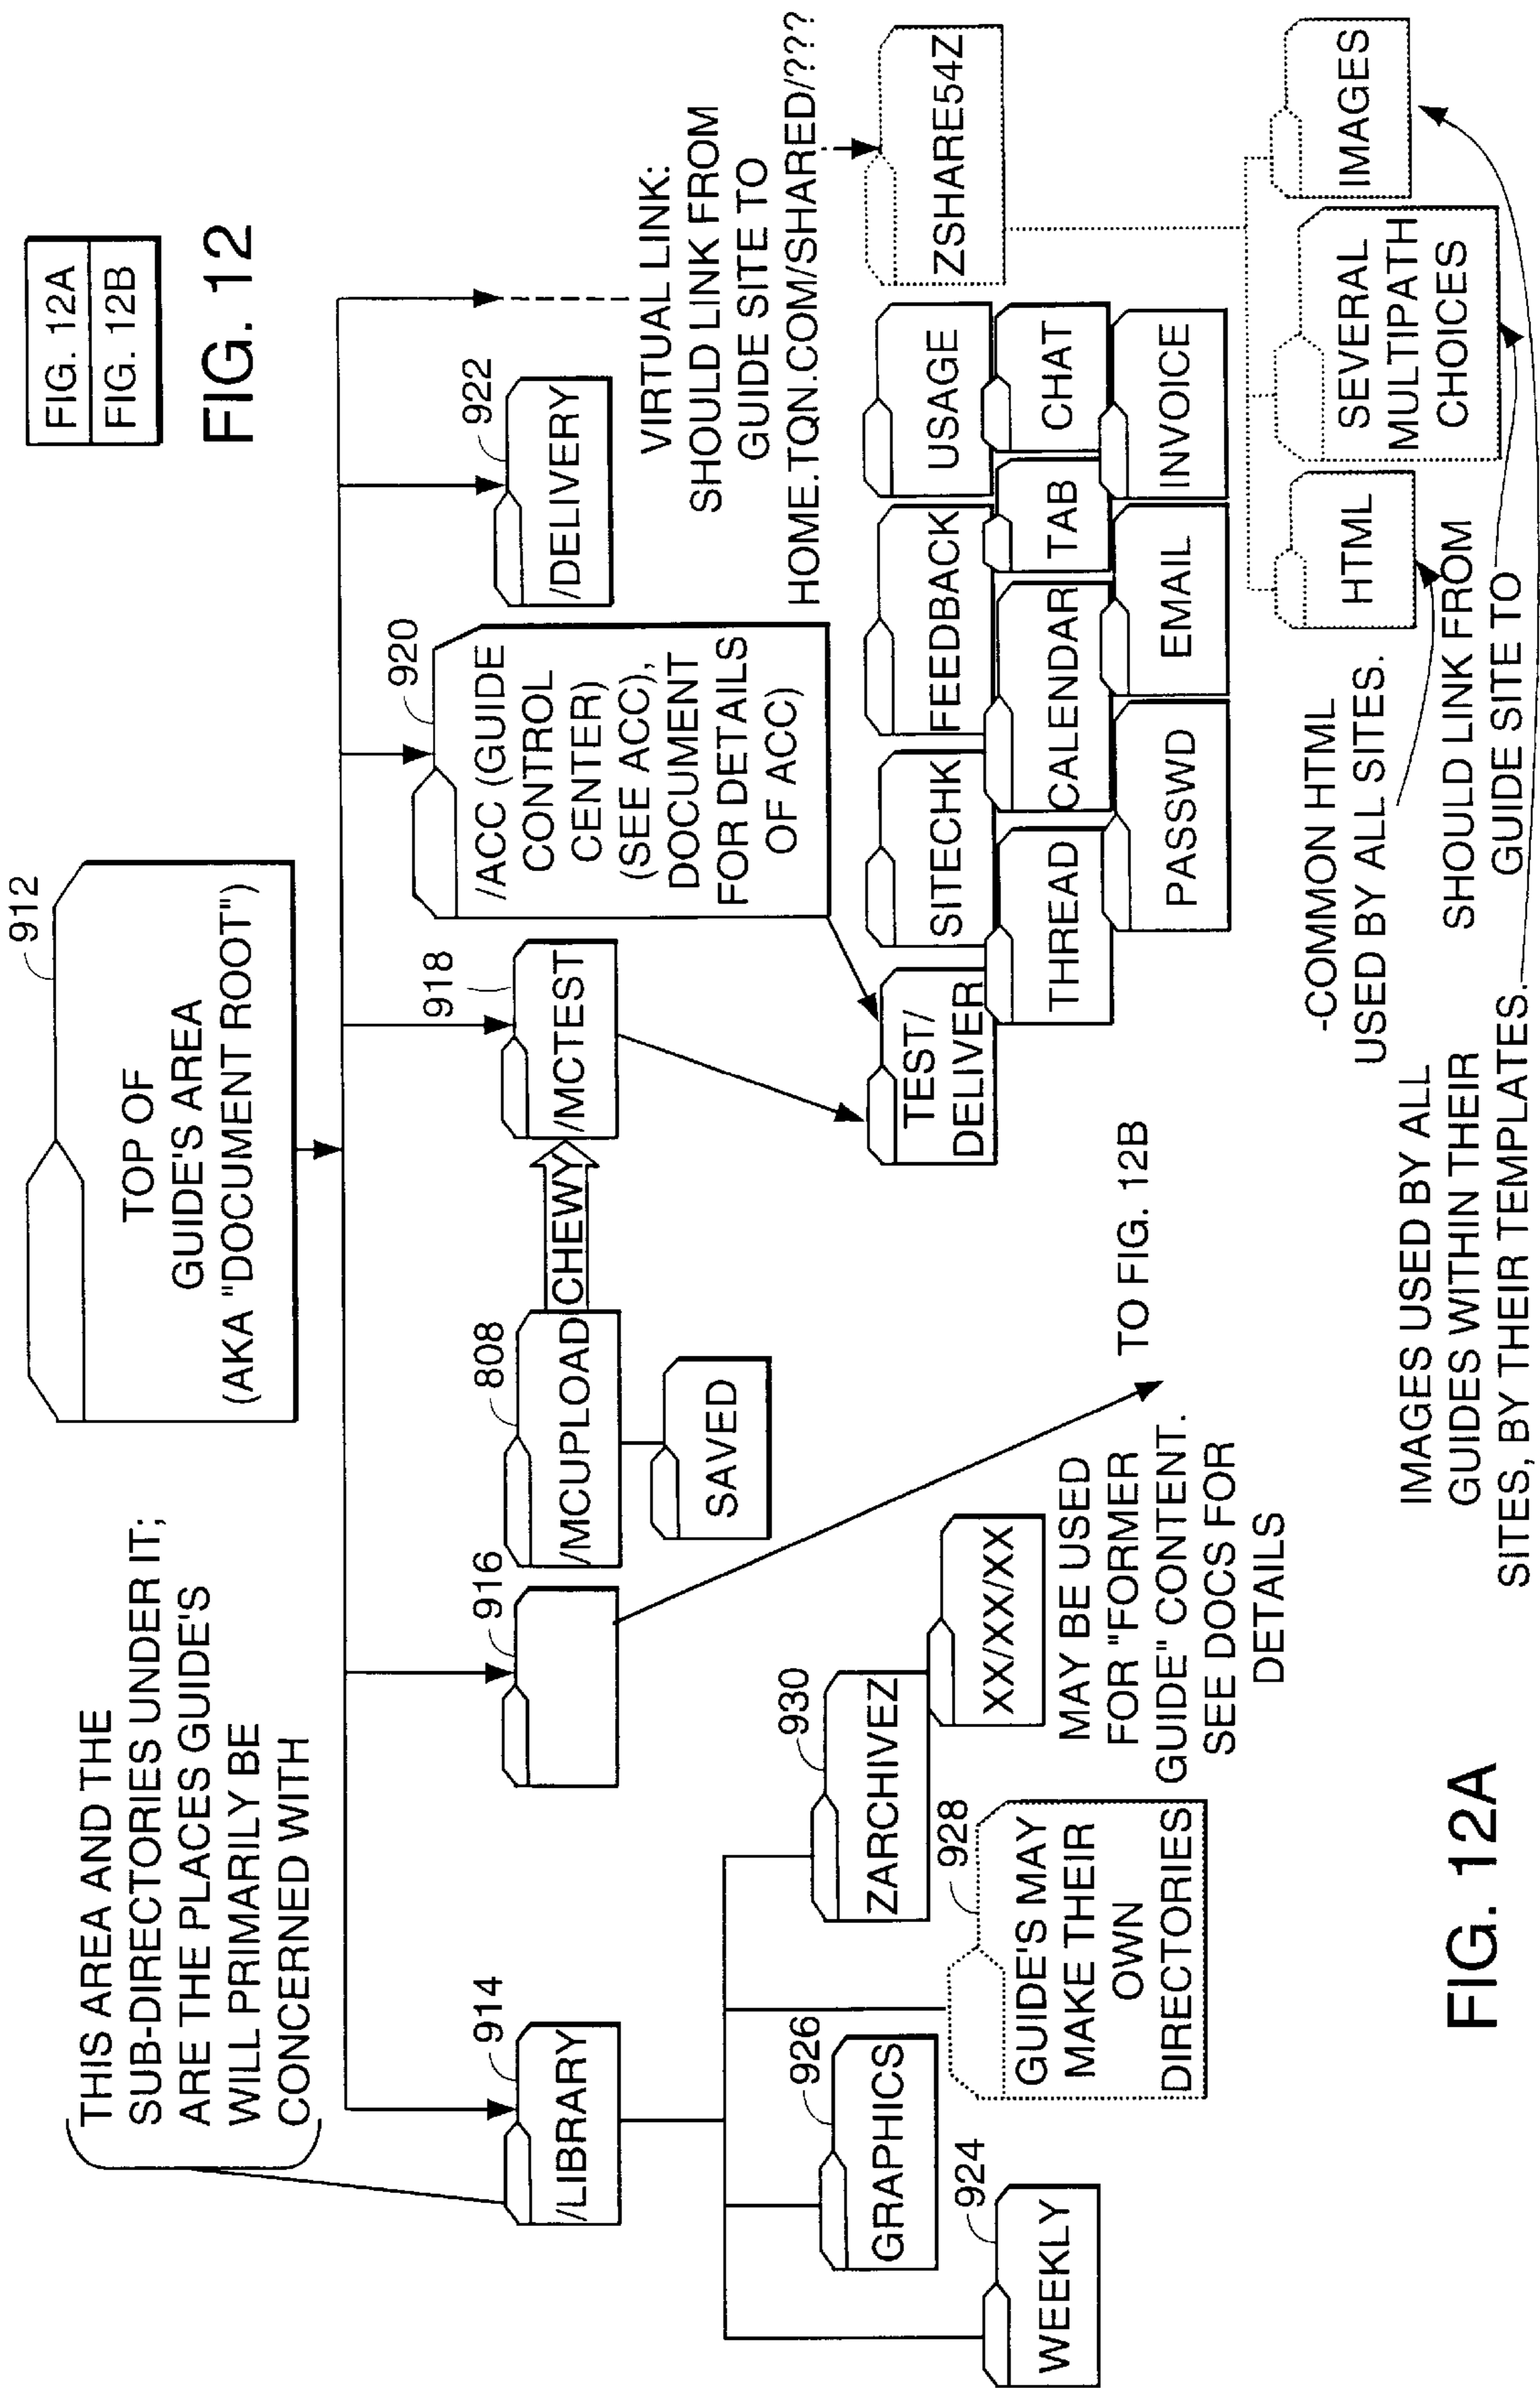 FIG. 12A
FIG. 12B
FIG. 12
912
TOP OF
GUIDE'S AREA
(AKA "DOCUMENT ROOT")
THIS AREA AND THE
SUB-DIRECTORIES UNDER IT;
ARE THE PLACES GUIDE'S
WILL PRIMARILY BE
CONCERNED WITH
914
/LIBRARY
916
808
/MCUPLOAD
CHEWY
SAVED
918
/MCTEST
920
/ACC (GUIDE
CONTROL
CENTER)
(SEE ACC),
DOCUMENT
FOR DETAILS
OF ACC)
922
/DELIVERY
VIRTUAL LINK:
SHOULD LINK FROM
GUIDE SITE TO
HOME.TQN.COM/SHARED/???
924
WEEKLY
926
GRAPHICS
928
GUIDE'S MAY
MAKE THEIR
OWN
DIRECTORIES
930
ZARCHIVEZ
XX/XX/XX
MAY BE USED
FOR "FORMER
GUIDE" CONTENT.
SEE DOCS FOR
DETAILS
TO FIG. 12B
TEST/
DELIVER
SITECHK
FEEDBACK
USAGE
THREAD
CALENDAR
TAB
CHAT
PASSWD
EMAIL
INVOICE
ZSHARE54Z
HTML
SEVERAL
MULTIPATH
CHOICES
IMAGES
-COMMON HTML
USED BY ALL SITES.
SHOULD LINK FROM
GUIDE SITE TO
IMAGES USED BY ALL
GUIDES WITHIN THEIR
SITES, BY THEIR TEMPLATES.
FIG. 12A